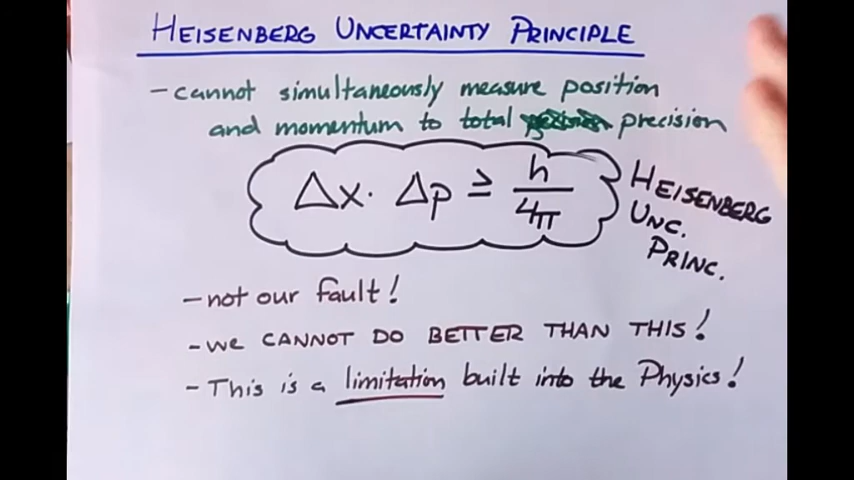 HEISENBERG UNCERTAINTY PRINCIPLE
- cannot simultaneously measure position
and momentum to total precision
Δx · Δp ≥ h/4π
HEISENBERG
UNC.
PRINC.
- not our fault!
- WE CANNOT DO BETTER THAN THIS!
- This is a limitation built into the Physics!